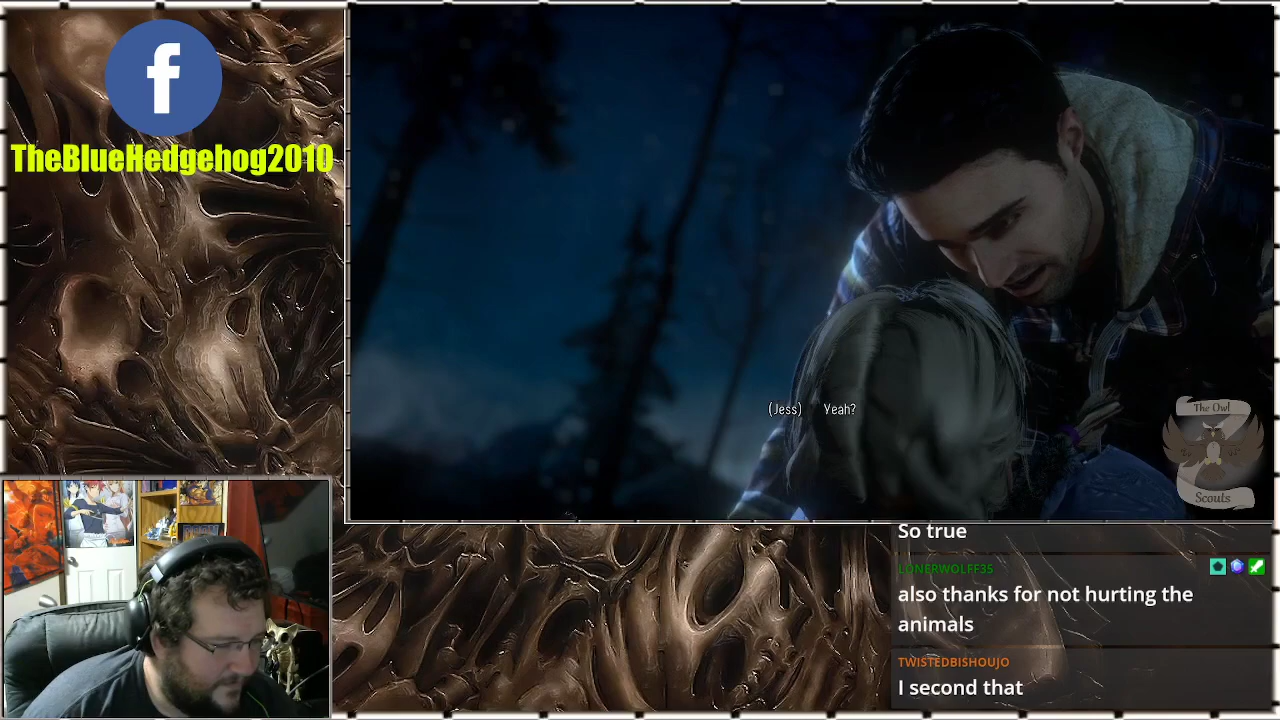 f
TheBlueHedgehog2010
(Jess) Yeah?
The Owl
Scouts
So true
LONERWOLFF35
also thanks for not hurting the
animals
TWISTEDBISHOUJO
I second that